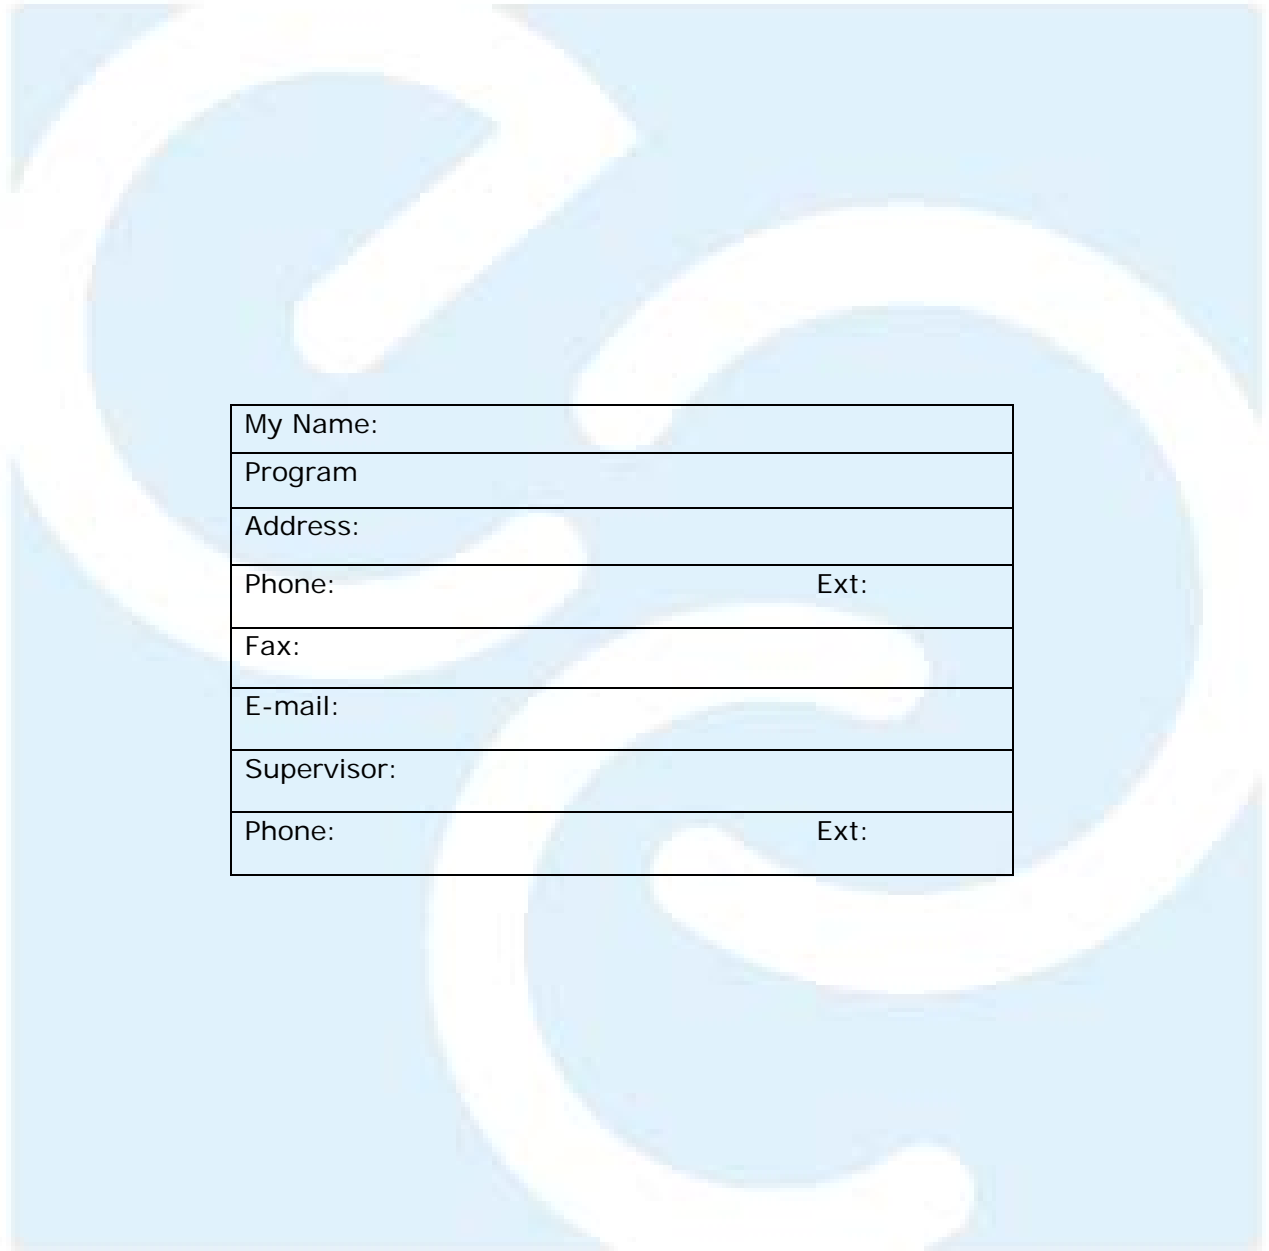 My Name:
Program
Address:
Phone: Ext:
Fax:
E-mail:
Supervisor:
Phone: Ext: